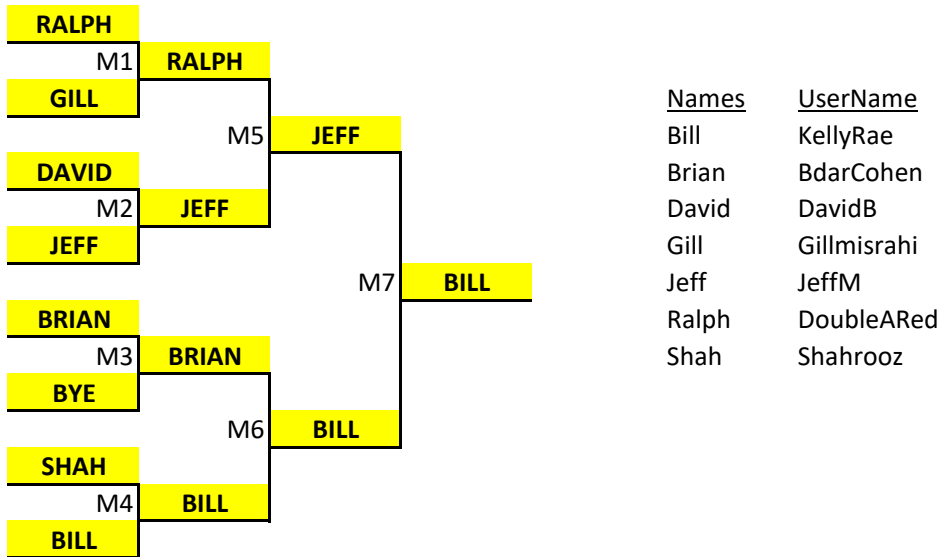 RALPH
M1 RALPH
GILL
M5 JEFF
DAVID
M2 JEFF
JEFF
M7 BILL
BRIAN
M3 BRIAN
BYE
M6 BILL
SHAH
M4 BILL
BILL
Names UserName
Bill KellyRae
Brian BdarCohen
David DavidB
Gill Gillmisrahi
Jeff JeffM
Ralph DoubleARed
Shah Shahrooz